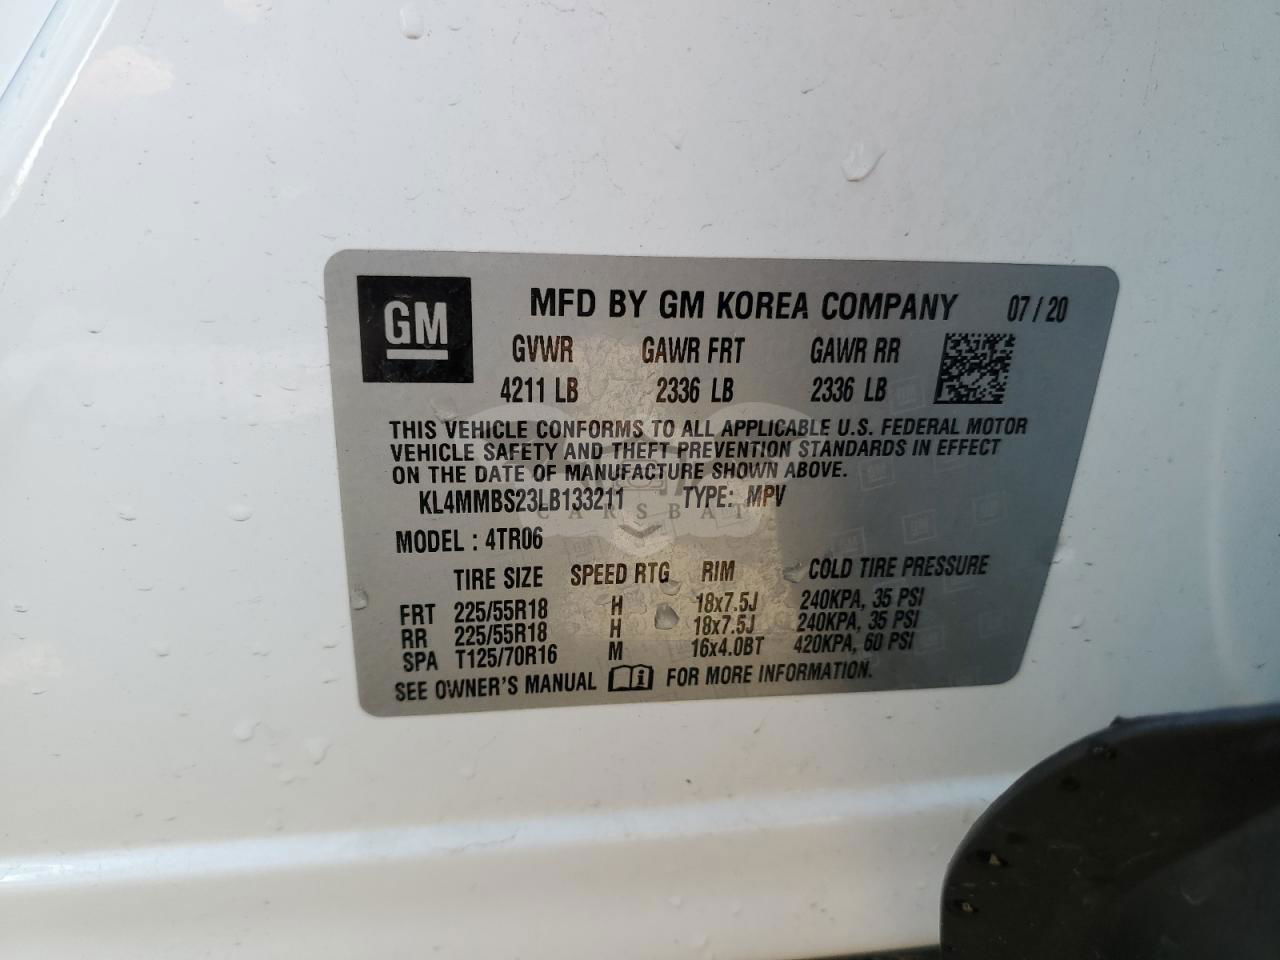 GM
MFD BY GM KOREA COMPANY 07/20
GVWR GAWR FRT GAWR RR
4211 LB 2336 LB 2336 LB
THIS VEHICLE CONFORMS TO ALL APPLICABLE U.S. FEDERAL MOTOR
VEHICLE SAFETY AND THEFT PREVENTION STANDARDS IN EFFECT
ON THE DATE OF MANUFACTURE SHOWN ABOVE.
KL4MMBS23LB133211 TYPE: MPV
CARSBAT
MODEL : 4TR06
TIRE SIZE SPEED RTG RIM COLD TIRE PRESSURE
FRT 225/55R18 H 18x7.5J 240KPA, 35 PSI
RR 225/55R18 H 18x7.5J 240KPA, 35 PSI
SPA T125/70R16 M 16x4.0BT 420KPA, 60 PSI
SEE OWNER'S MANUAL i FOR MORE INFORMATION.